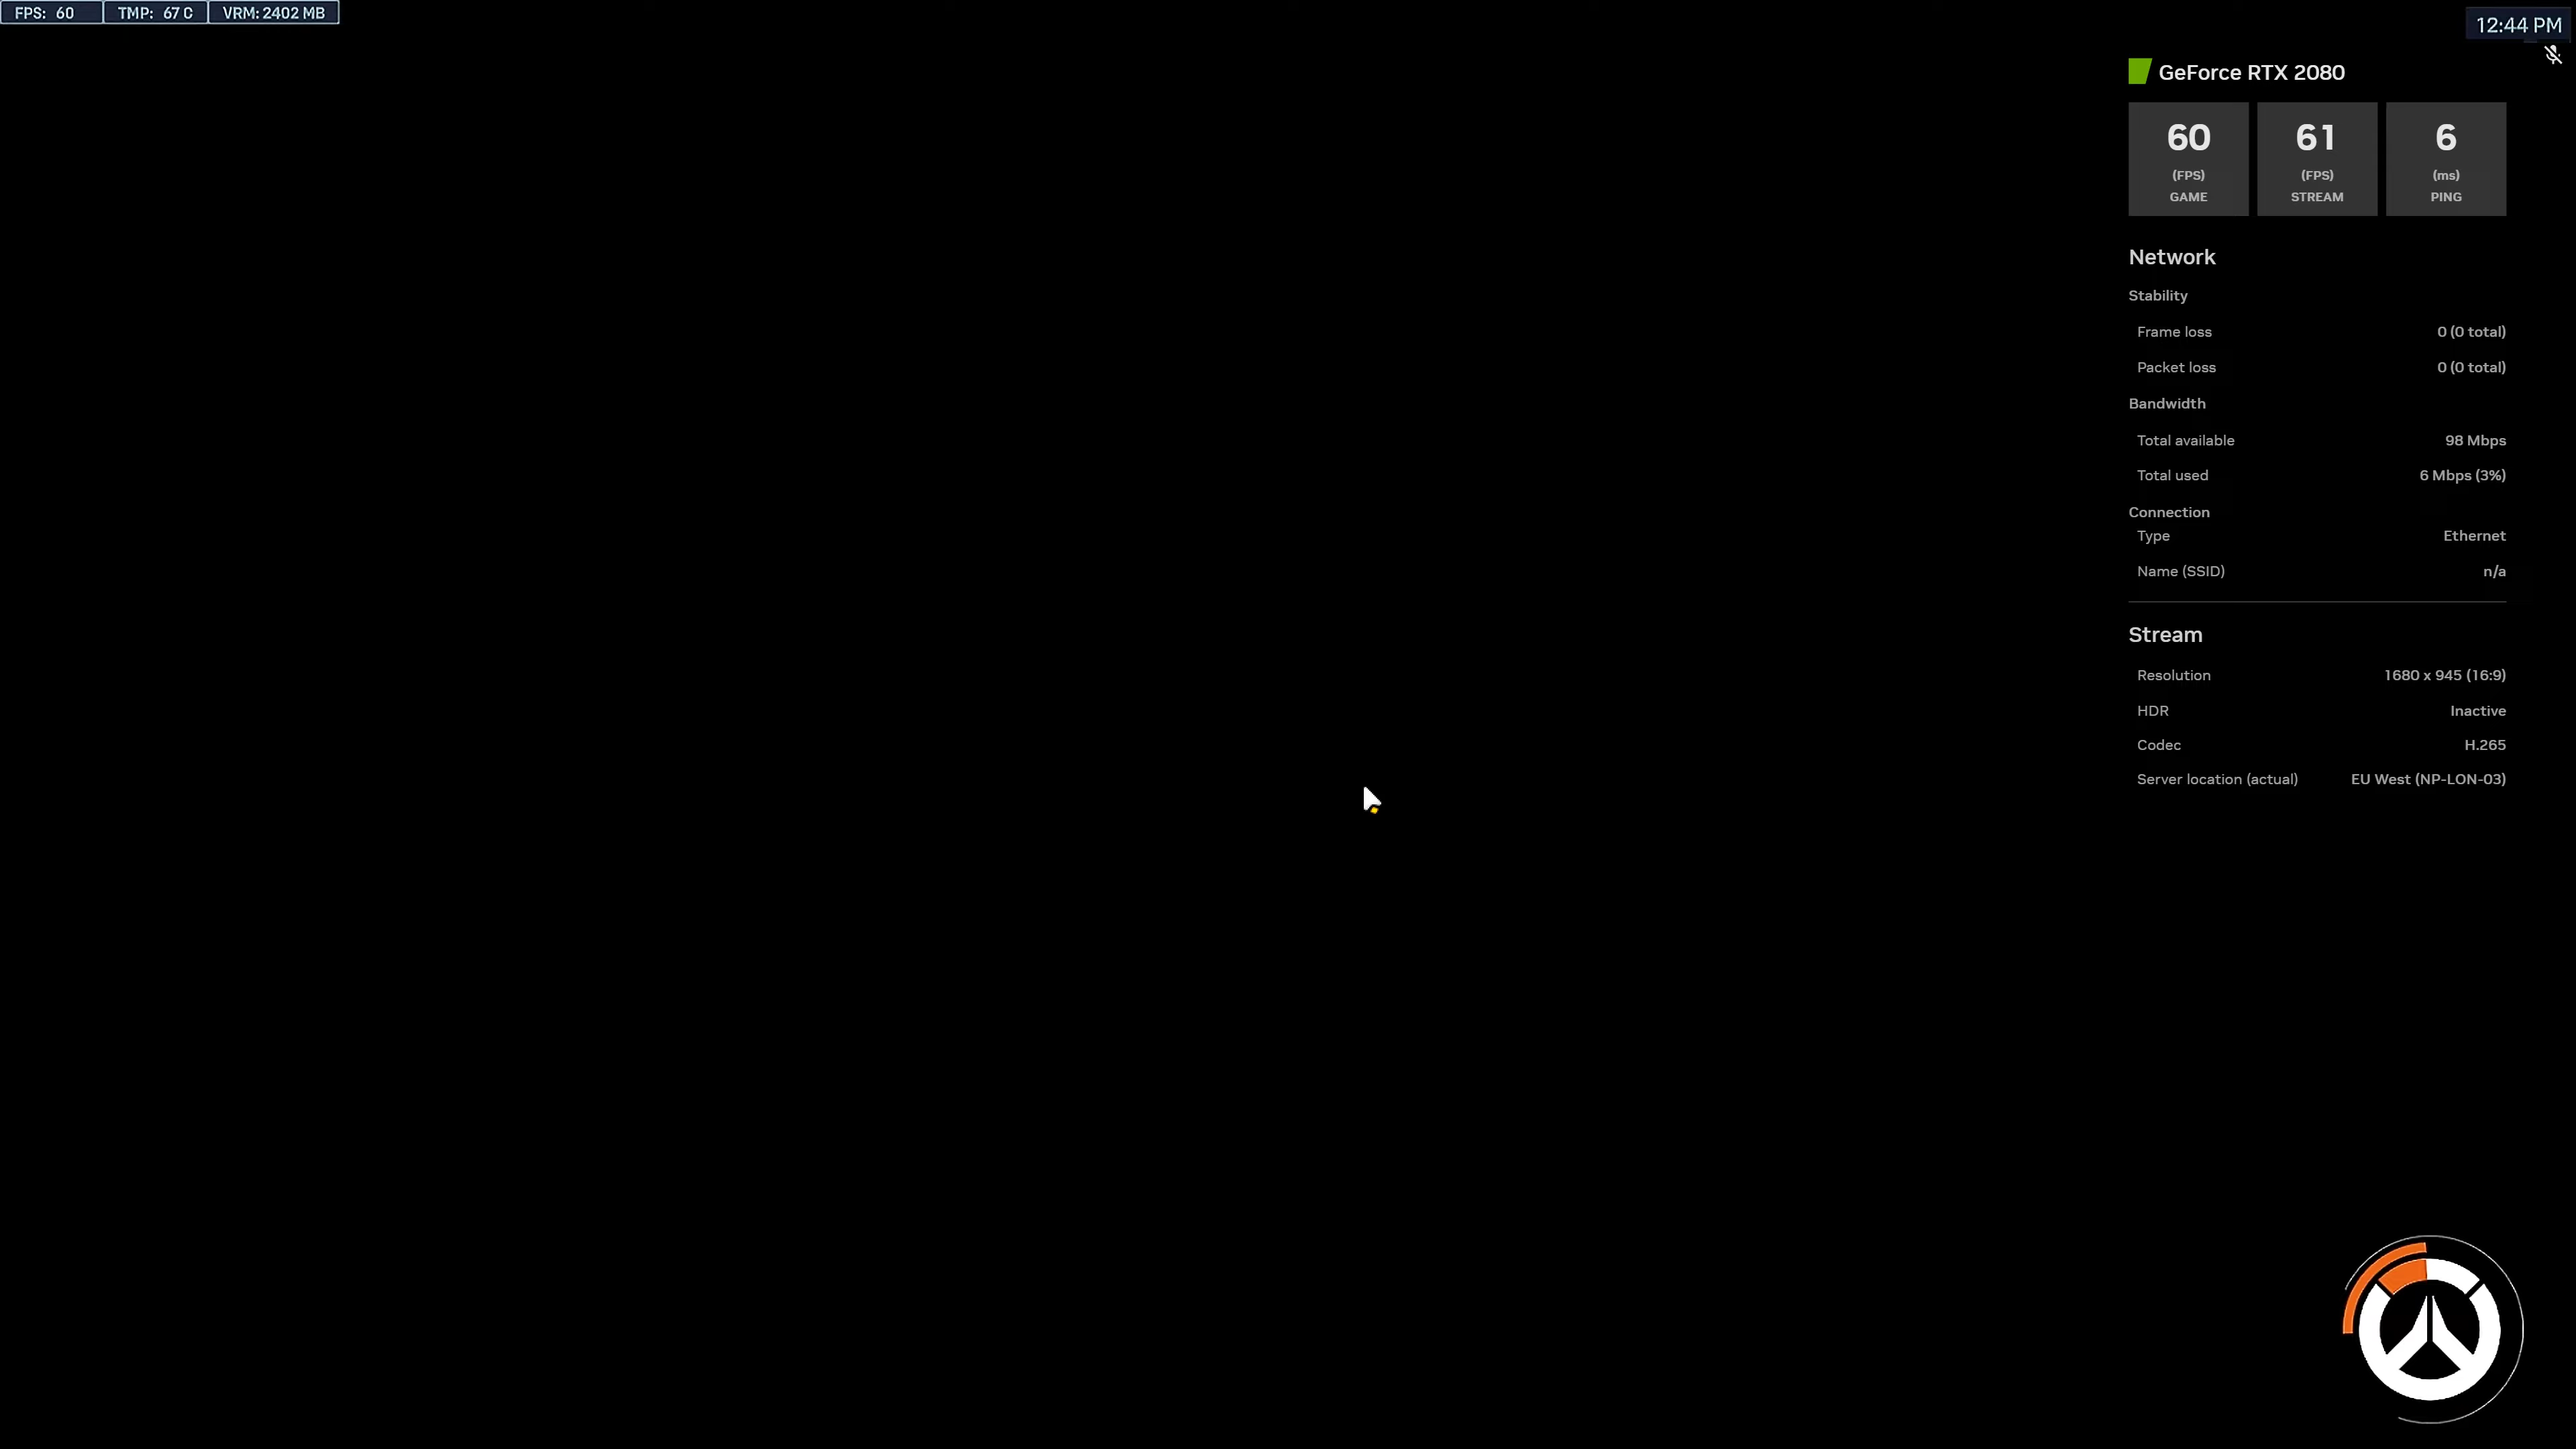 FPS: 60 TMP: 67 C VRM: 2402 MB
12:44 PM
GeForce RTX 2080
60 61 6
(FPS) (FPS) (ms)
GAME STREAM PING
Network
Stability
Frame loss 0 (0 total)
Packet loss 0 (0 total)
Bandwidth
Total available 98 Mbps
Total used 6 Mbps (3%)
Connection
Type Ethernet
Name (SSID) n/a
Stream
Resolution 1680 x 945 (16:9)
HDR Inactive
Codec H.265
Server location (actual) EU West (NP-LON-03)